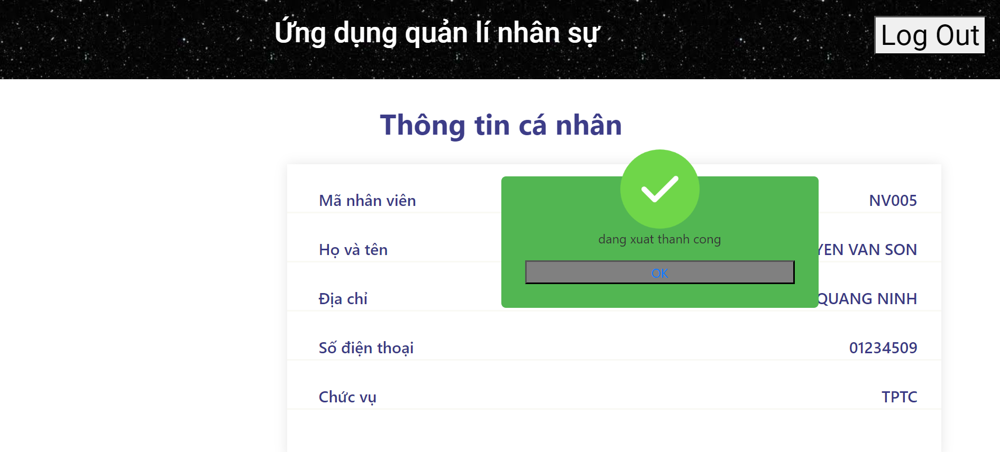 Ứng dụng quản lí nhân sự
Log Out
Thông tin cá nhân
Mã nhân viên NV005
dang xuat thanh cong
Họ và tên YEN VAN SON
OK
Địa chỉ QUANG NINH
Số điện thoại 01234509
Chức vụ TPTC